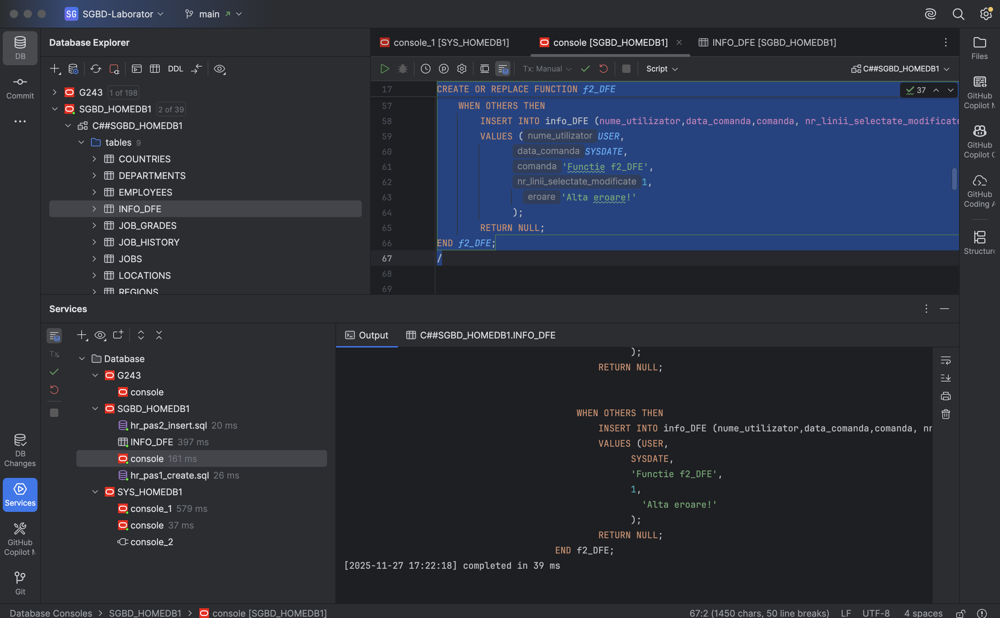 SG SGBD-Laborator main
DB
Commit
Database Explorer
DDL
G243 1 of 198
SGBD_HOMEDB1 2 of 39
C##SGBD_HOMEDB1
tables 9
COUNTRIES
DEPARTMENTS
EMPLOYEES
INFO_DFE
JOB_GRADES
JOB_HISTORY
JOBS
LOCATIONS
REGIONS
console_1 [SYS_HOMEDB1] console [SGBD_HOMEDB1] INFO_DFE [SGBD_HOMEDB1]
Tx: Manual Script C##SGBD_HOMEDB1
17 CREATE OR REPLACE FUNCTION f2_DFE 37
57 WHEN OTHERS THEN
58 INSERT INTO info_DFE (nume_utilizator,data_comanda,comanda, nr_linii_selectate_modificate
59 VALUES ( nume_utilizator USER,
60 data_comanda SYSDATE,
61 comanda 'Functie f2_DFE',
62 nr_linii_selectate_modificate 1,
63 eroare 'Alta eroare!'
64 );
65 RETURN NULL;
66 END f2_DFE;
67 /
68
69
Files
GitHub
Copilot M
GitHub
Copilot C
GitHub
Coding A
Structure
Services
Tx
Database
G243
console
SGBD_HOMEDB1
hr_pas2_insert.sql 20 ms
INFO_DFE 397 ms
console 161 ms
hr_pas1_create.sql 26 ms
SYS_HOMEDB1
console_1 579 ms
console 37 ms
console_2
Output C##SGBD_HOMEDB1.INFO_DFE
);
RETURN NULL;
WHEN OTHERS THEN
INSERT INTO info_DFE (nume_utilizator,data_comanda,comanda, nr
VALUES (USER,
SYSDATE,
'Functie f2_DFE',
1,
'Alta eroare!'
);
RETURN NULL;
END f2_DFE;
[2025-11-27 17:22:18] completed in 39 ms
DB
Changes
Services
GitHub
Copilot M
Git
Database Consoles > SGBD_HOMEDB1 > console [SGBD_HOMEDB1] 67:2 (1450 chars, 50 line breaks) LF UTF-8 4 spaces